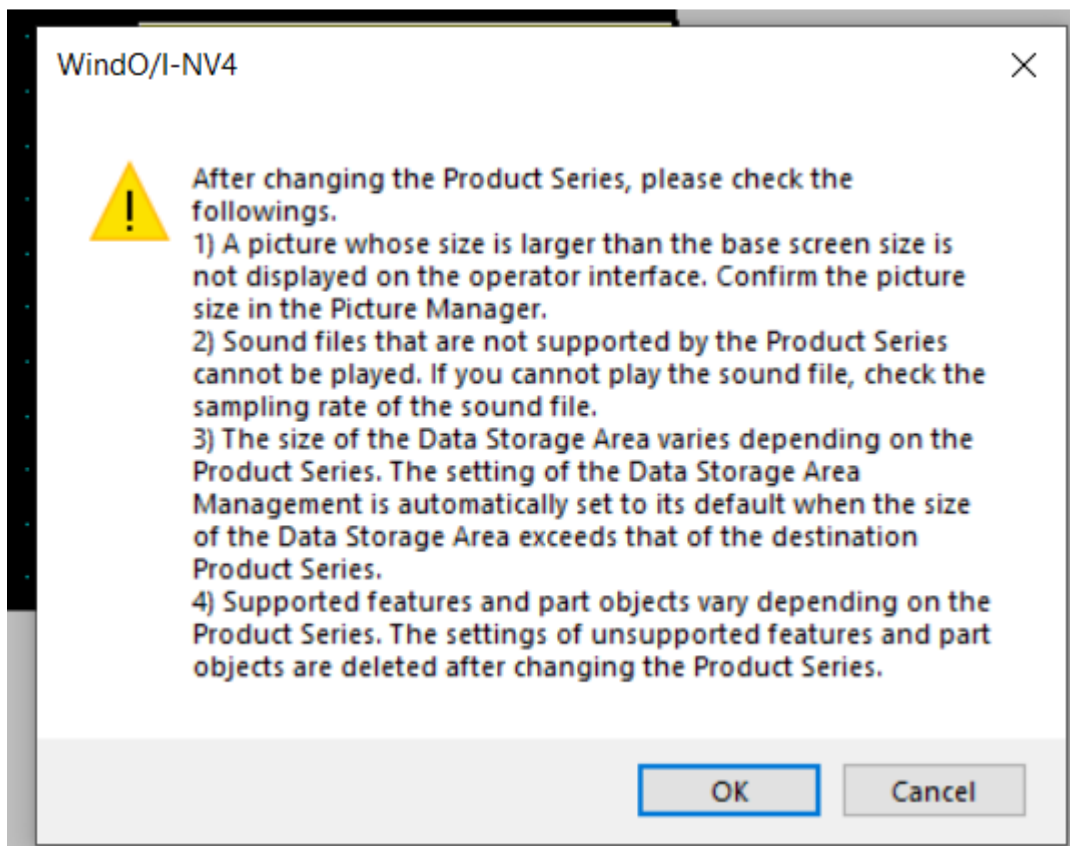 WindO/I-NV4
After changing the Product Series, please check the
followings.
1) A picture whose size is larger than the base screen size is
not displayed on the operator interface. Confirm the picture
size in the Picture Manager.
2) Sound files that are not supported by the Product Series
cannot be played. If you cannot play the sound file, check the
sampling rate of the sound file.
3) The size of the Data Storage Area varies depending on the
Product Series. The setting of the Data Storage Area
Management is automatically set to its default when the size
of the Data Storage Area exceeds that of the destination
Product Series.
4) Supported features and part objects vary depending on the
Product Series. The settings of unsupported features and part
objects are deleted after changing the Product Series.
OK Cancel